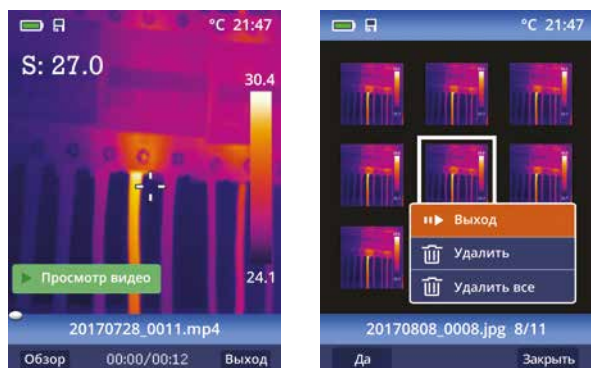 °C 21:47
S: 27.0
30.4
Просмотр видео
24.1
20170728_0011.mp4
Обзор 00:00/00:12 Выход
°C 21:47
Выход
Удалить
Удалить все
20170808_0008.jpg 8/11
Да Закрыть